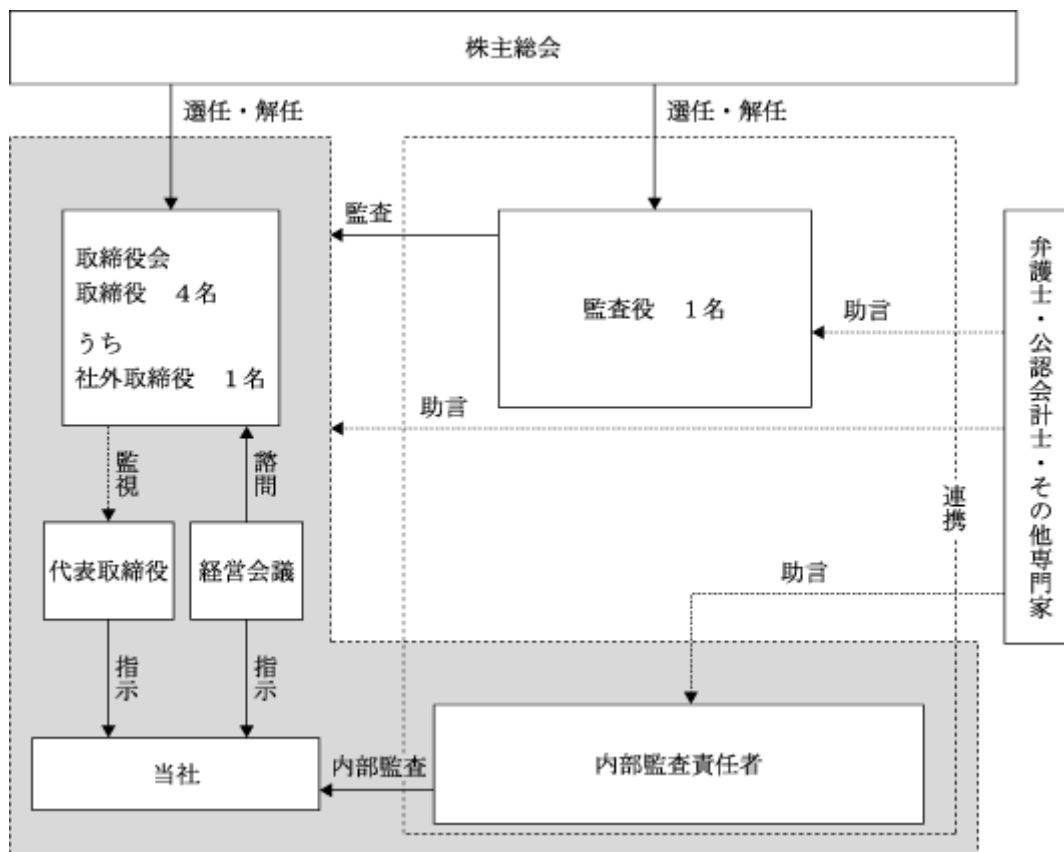 株主総会
選任・解任
選任・解任
監査
取締役会
取締役　４名
うち
社外取締役　１名
監査役　１名
助言
助言
弁護士・公認会計士・その他専門家
監視
諮問
連携
代表取締役
経営会議
助言
指示
指示
当社
内部監査
内部監査責任者